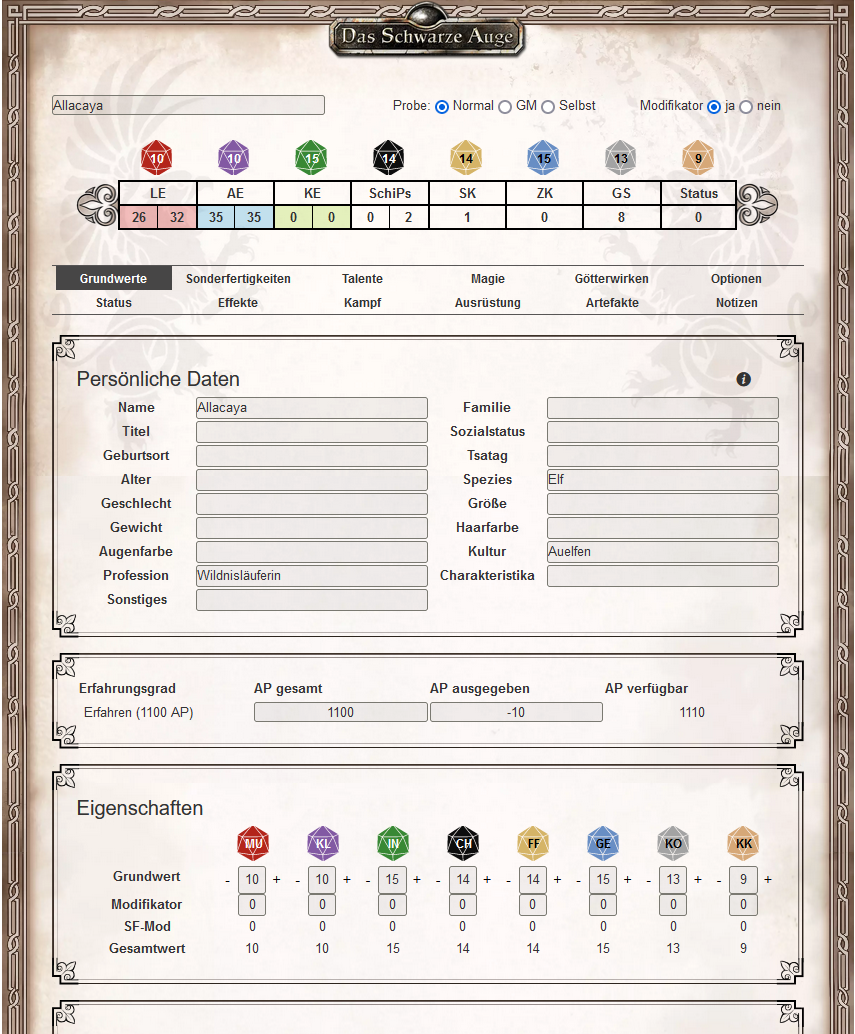 Das Schwarze Auge
Allacaya Probe: Normal GM Selbst Modifikator ja nein
10 10 15 14 14 15 13 9
LE AE KE SchiPs SK ZK GS Status
26 32 35 35 0 0 0 2 1 0 8 0
Grundwerte Sonderfertigkeiten Talente Magie Götterwirken Optionen
Status Effekte Kampf Ausrüstung Artefakte Notizen
Persönliche Daten i
Name Allacaya Familie
Titel Sozialstatus
Geburtsort Tsatag
Alter Spezies Elf
Geschlecht Größe
Gewicht Haarfarbe
Augenfarbe Kultur Auelfen
Profession Wildnisläuferin Charakteristika
Sonstiges
Erfahrungsgrad AP gesamt AP ausgegeben AP verfügbar
Erfahren (1100 AP) 1100 -10 1110
Eigenschaften
MU KL IN CH FF GE KO KK
Grundwert - 10 + - 10 + - 15 + - 14 + - 14 + - 15 + - 13 + - 9 +
Modifikator 0 0 0 0 0 0 0 0
SF-Mod 0 0 0 0 0 0 0 0
Gesamtwert 10 10 15 14 14 15 13 9